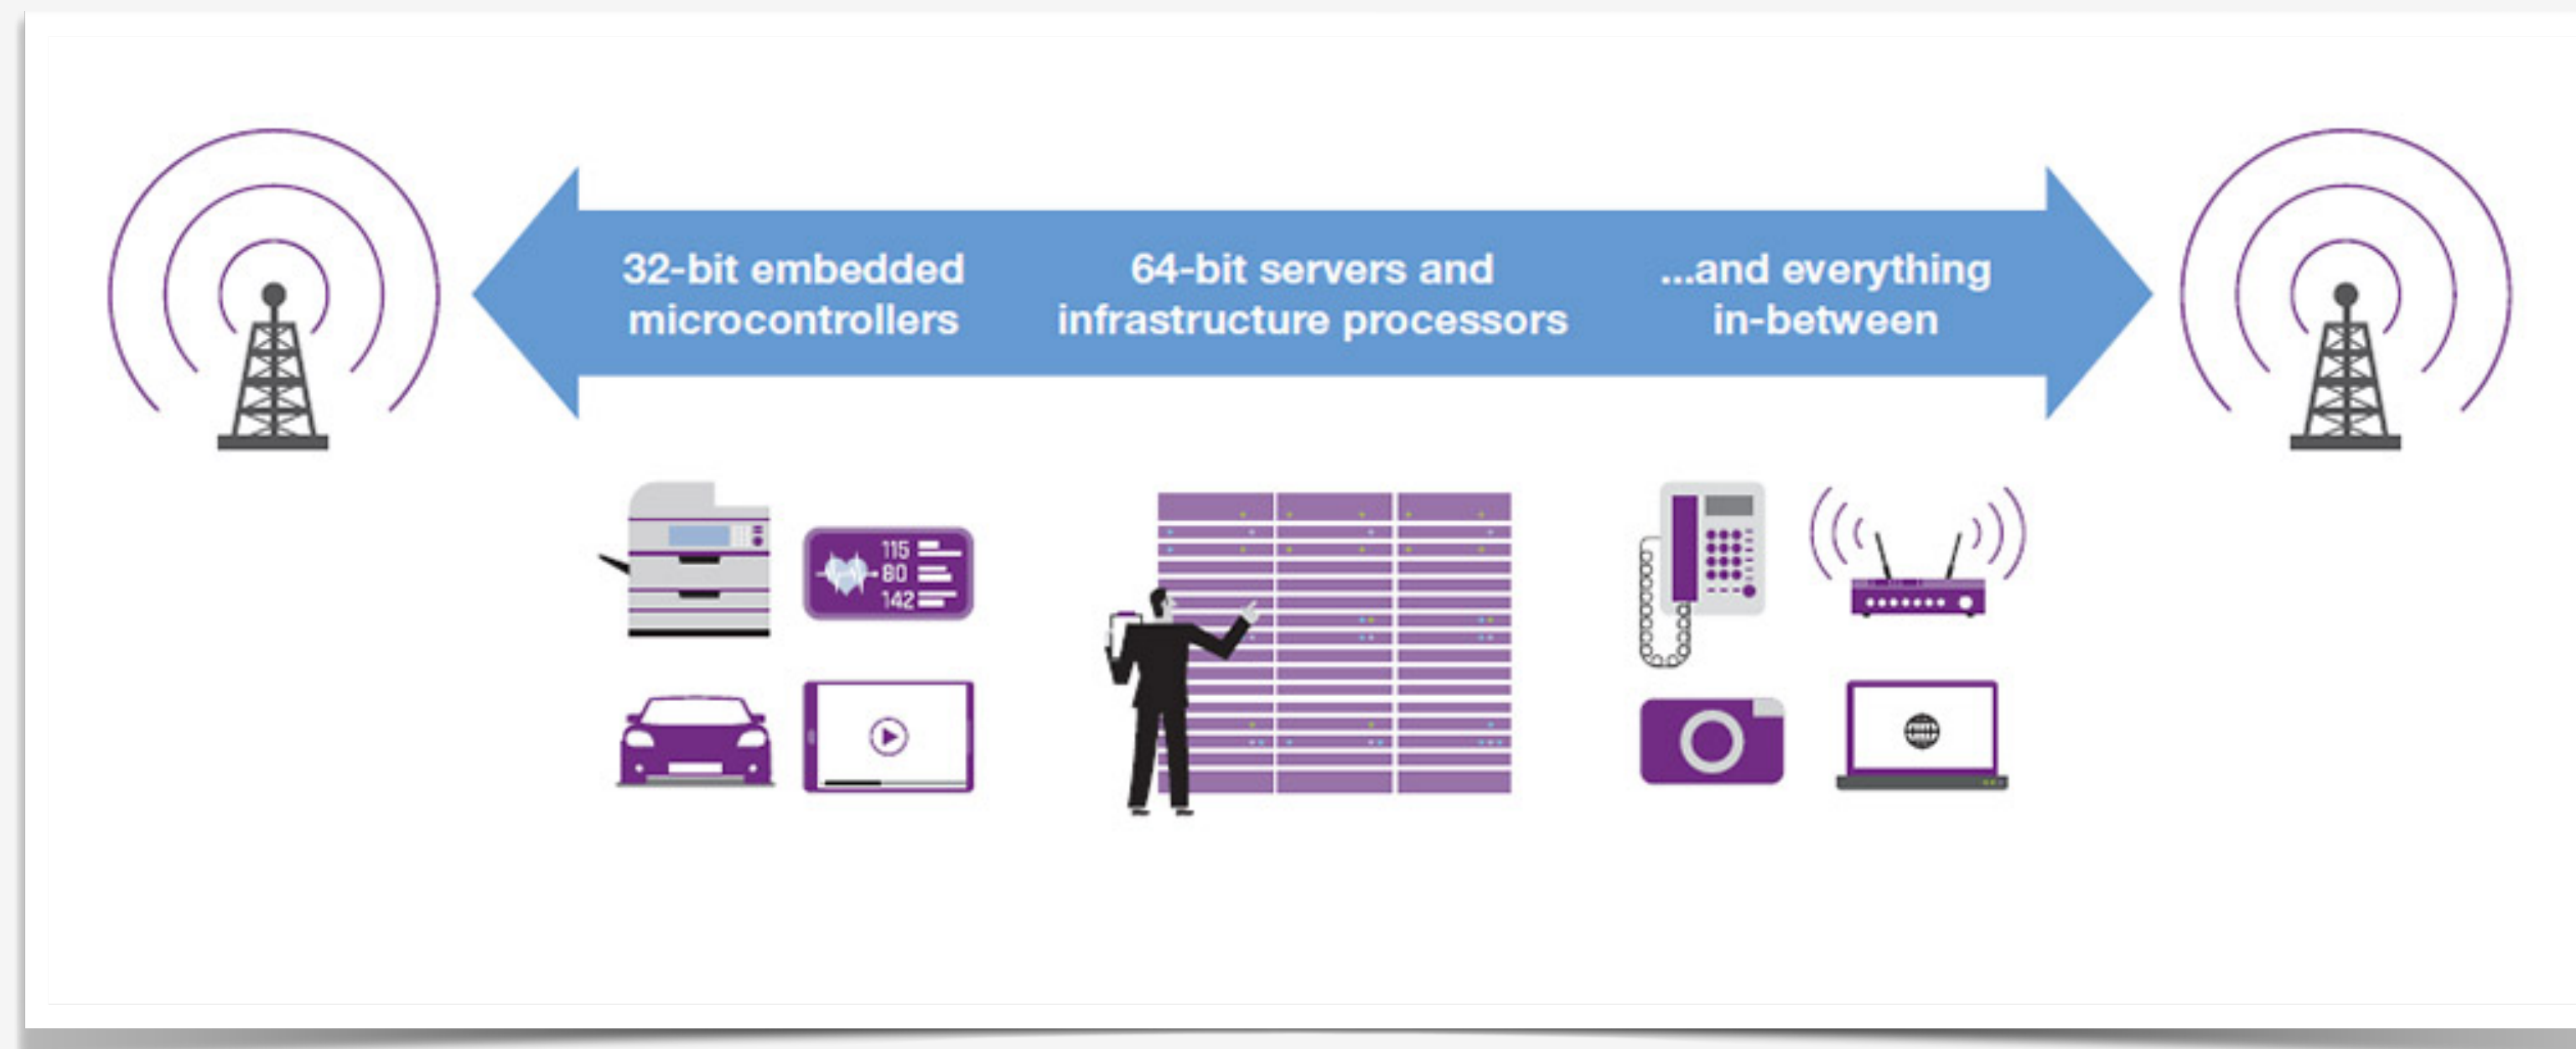 32-bit embedded
microcontrollers
64-bit servers and
infrastructure processors
...and everything
in-between
115
80
142